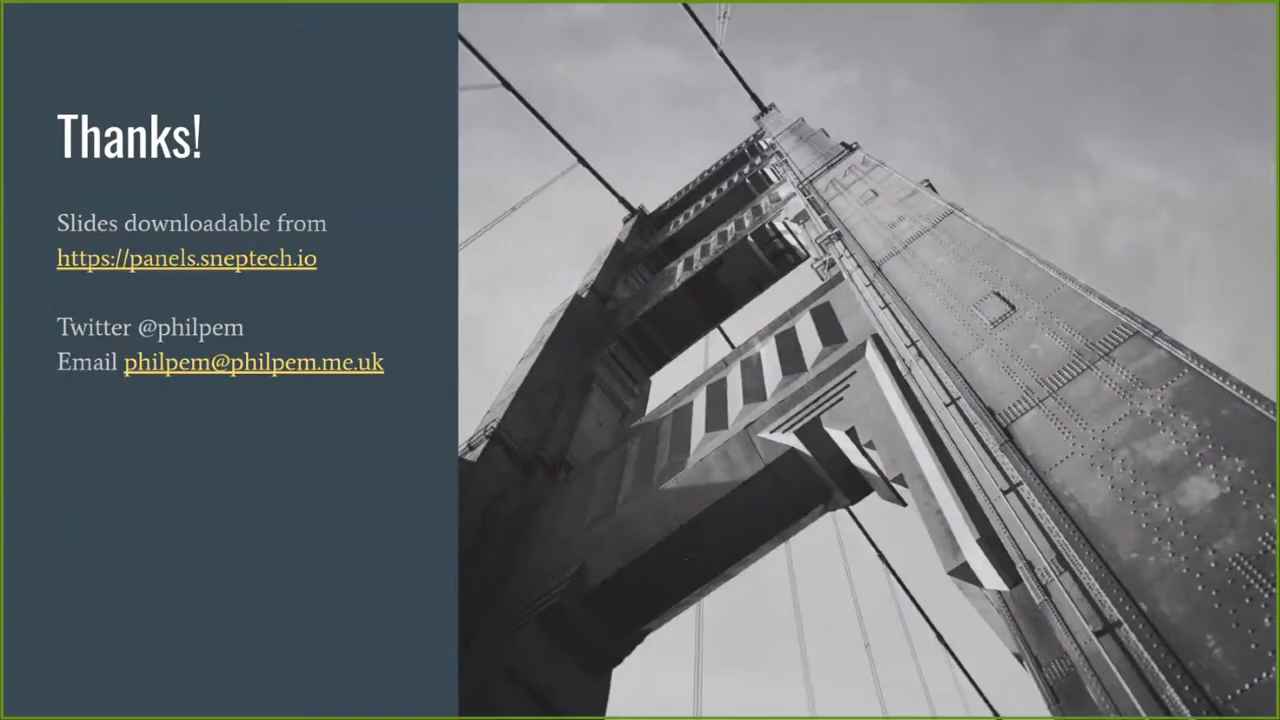 Thanks!
Slides downloadable from
https://panels.sneptech.io
Twitter @philpem
Email philpem@philpem.me.uk